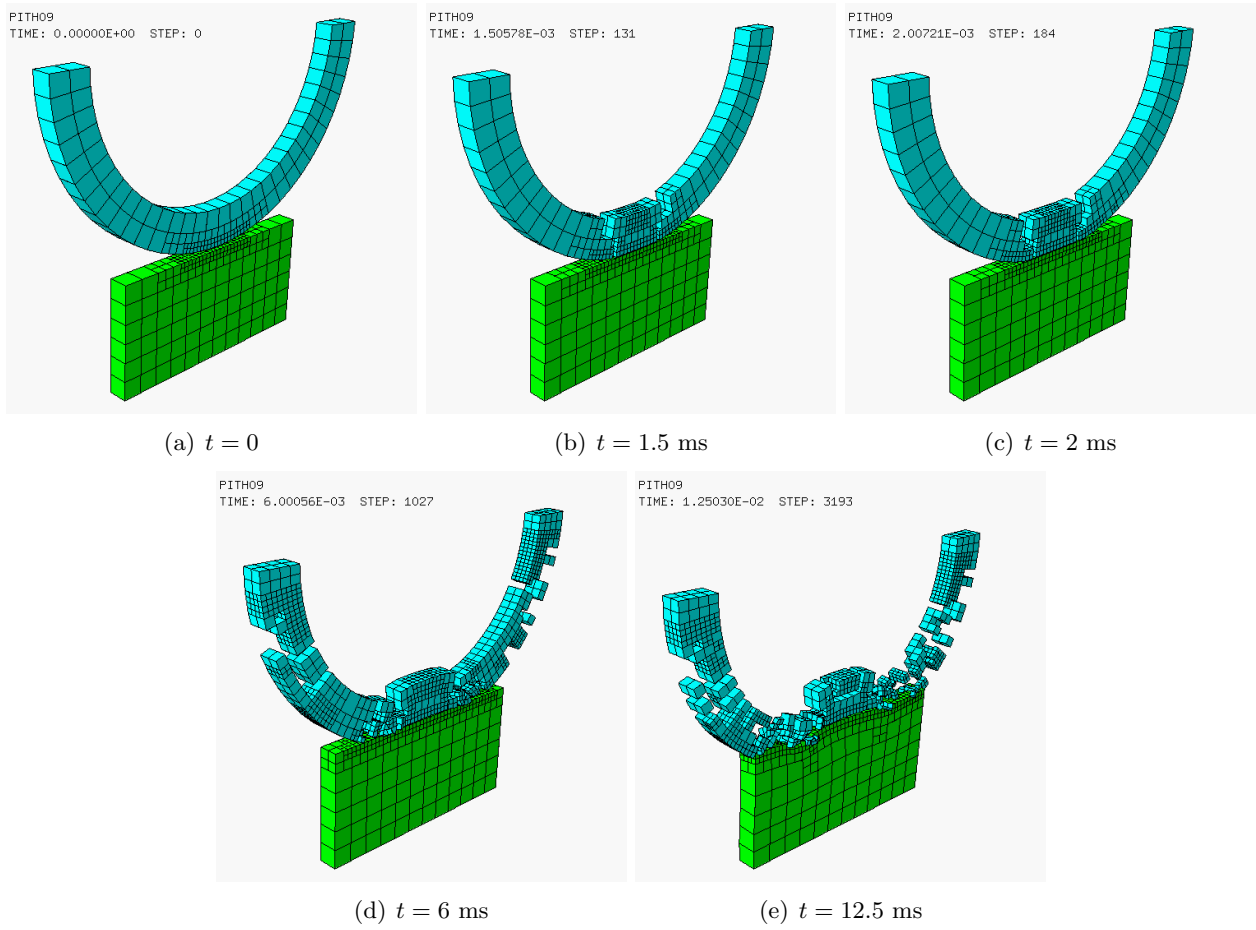 PITH09
TIME: 0.00000E+00 STEP: 0
PITH09
TIME: 1.50578E-03 STEP: 131
PITH09
TIME: 2.00721E-03 STEP: 184
(a) t = 0
(b) t = 1.5 ms
(c) t = 2 ms
PITH09
TIME: 6.00056E-03 STEP: 1027
PITH09
TIME: 1.25030E-02 STEP: 3193
(d) t = 6 ms
(e) t = 12.5 ms